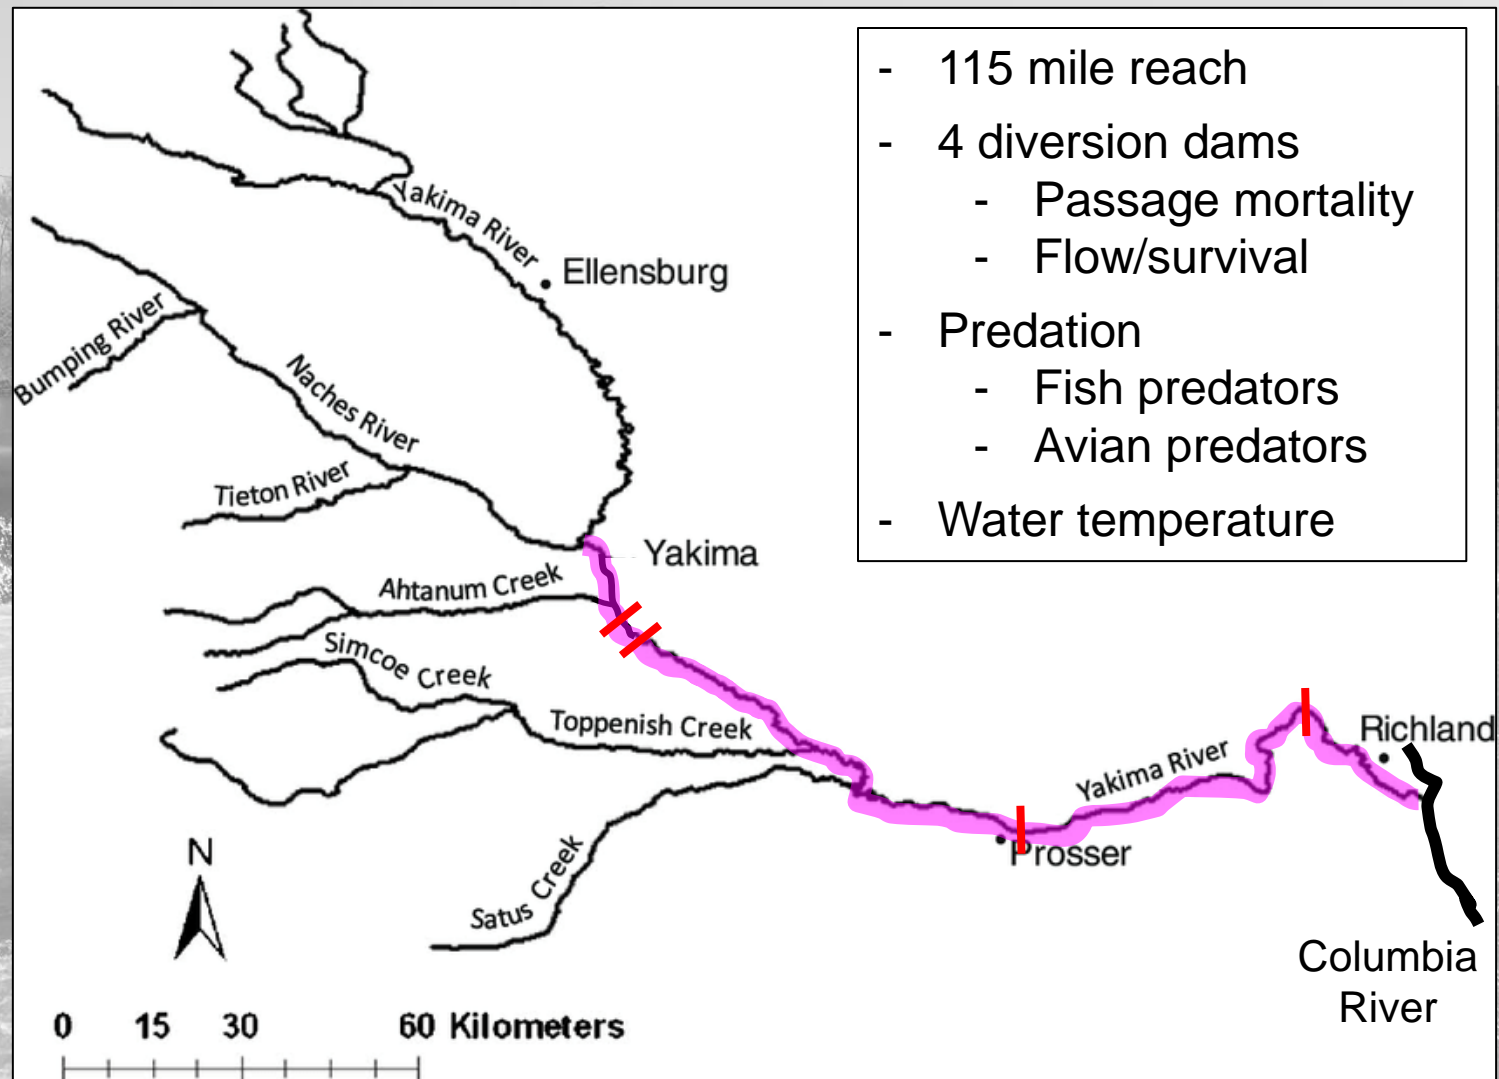 - 115 mile reach
- 4 diversion dams
- Passage mortality
- Flow/survival
- Predation
- Fish predators
- Avian predators
- Water temperature
Yakima River
Ellensburg
Bumping River
Naches River
Tieton River
Yakima
Ahtanum Creek
Simcoe Creek
Toppenish Creek
Yakima River
Richland
Prosser
Satus Creek
N
Columbia
River
0 15 30 60 Kilometers